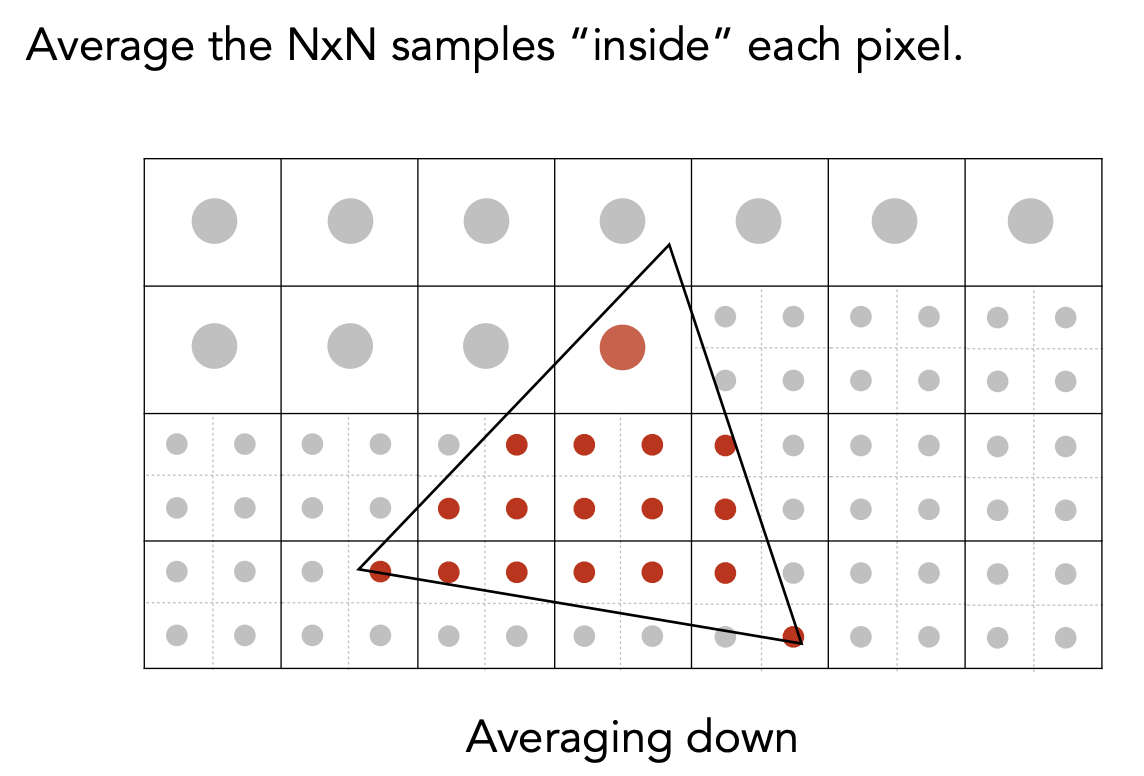 Average the NxN samples “inside” each pixel.
Averaging down